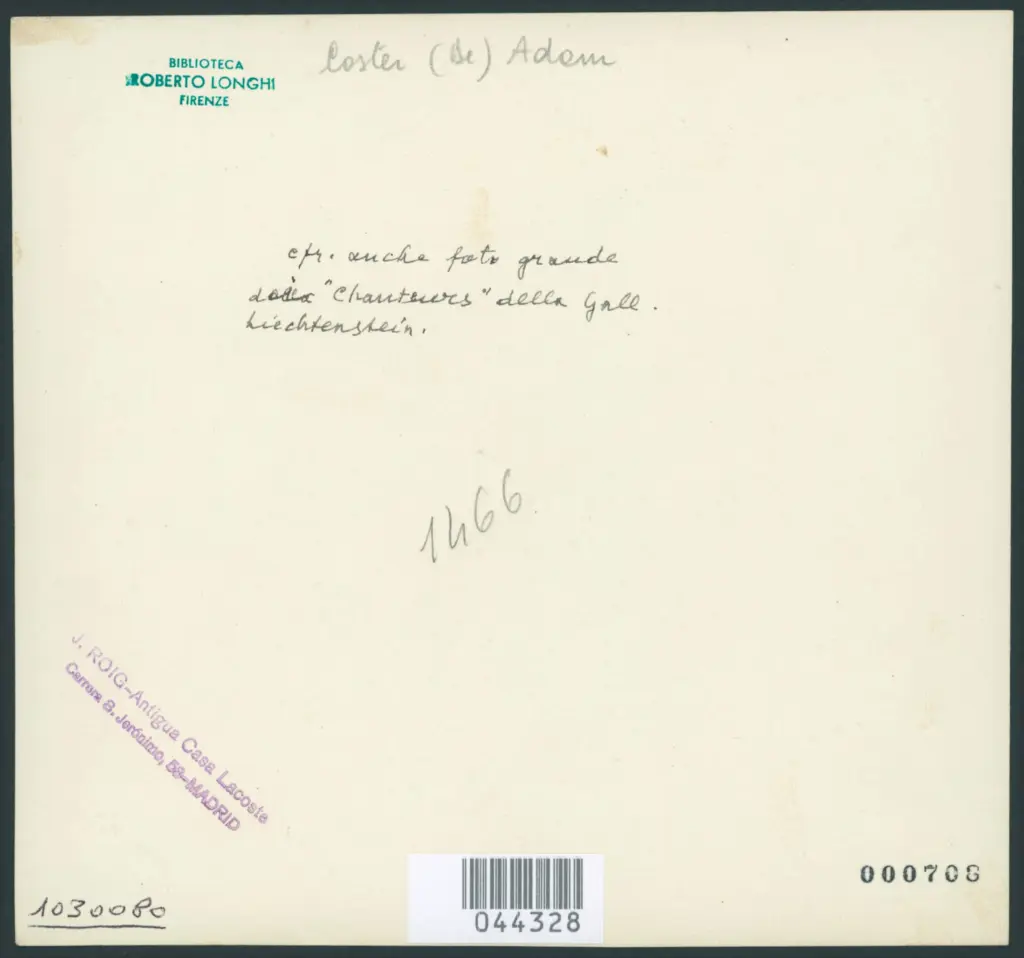 BIBLIOTECA
ROBERTO LONGHI
FIRENZE
Coster (De) Adam
cfr. anche foto grande
"Chanteurs" della Gall.
Liechtenstein.
1466
J. ROIG-Antigua Casa Lacoste
Carrera S. Jerónimo, 53-MADRID
1030080
044328
000708